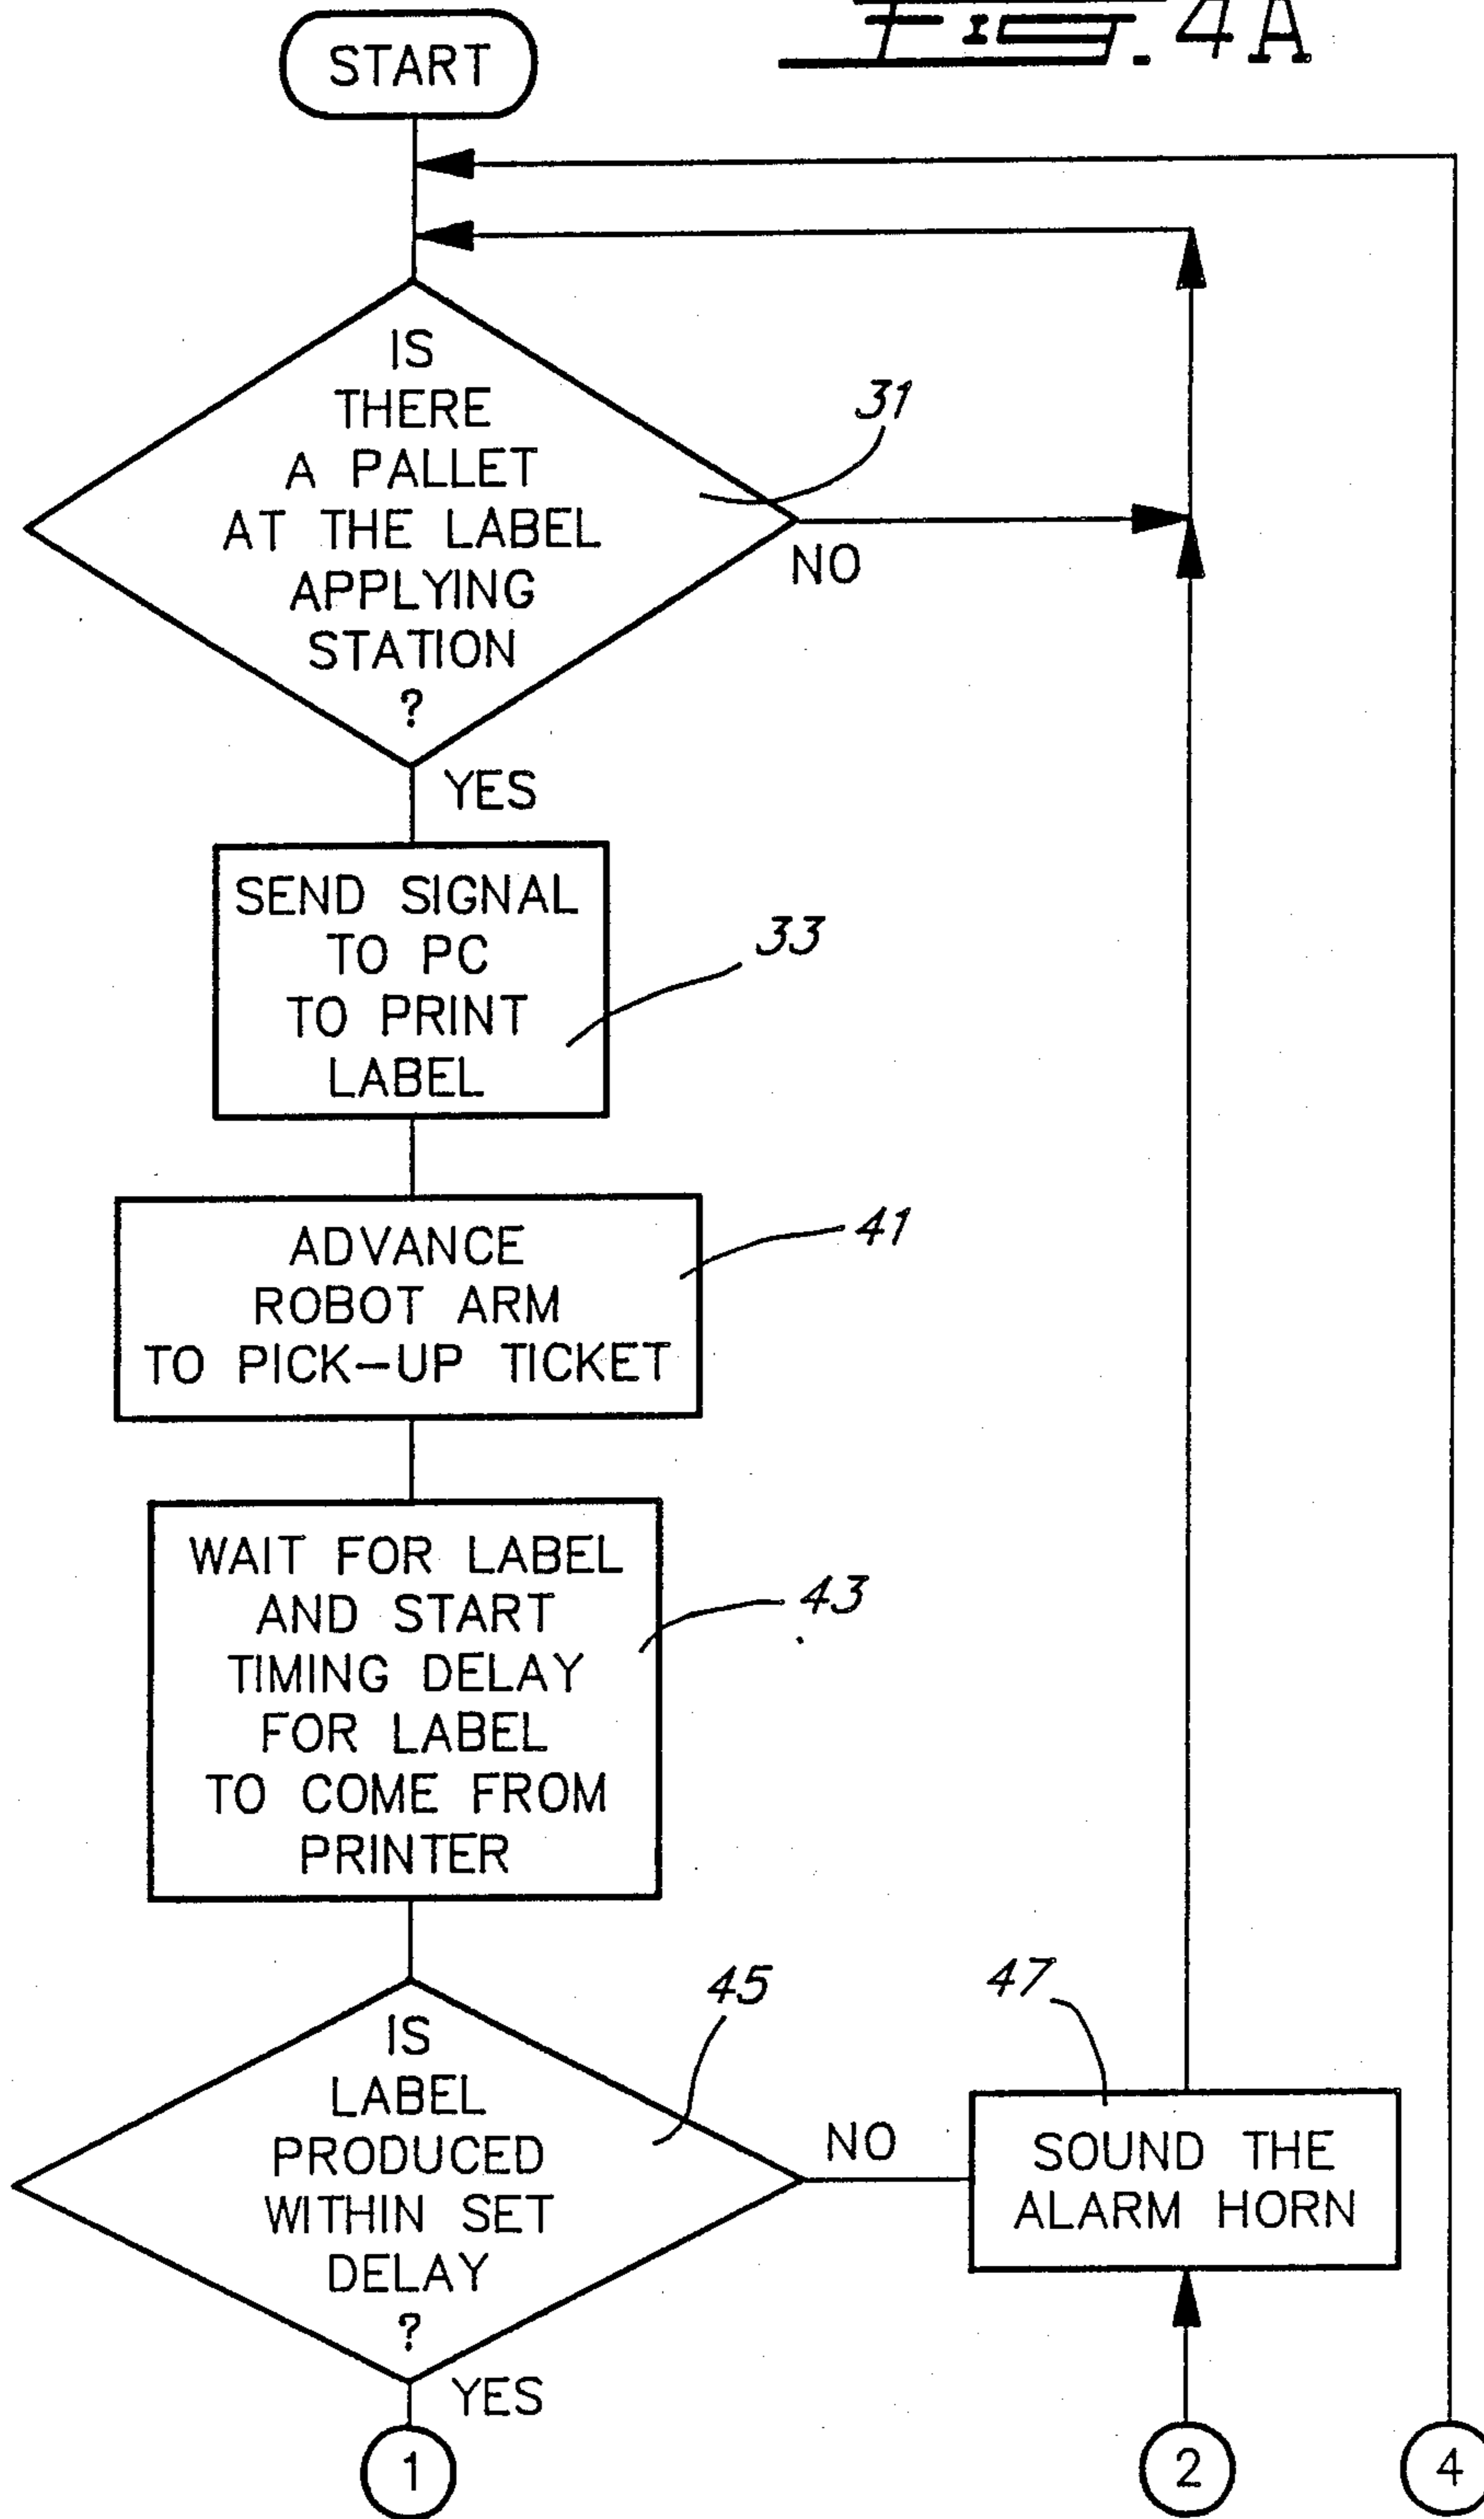 Fig. 4A
START
IS
THERE
A PALLET
AT THE LABEL
APPLYING
STATION
?
31
NO
YES
SEND SIGNAL
TO PC
TO PRINT
LABEL
33
ADVANCE
ROBOT ARM
TO PICK-UP TICKET
41
WAIT FOR LABEL
AND START
TIMING DELAY
FOR LABEL
TO COME FROM
PRINTER
43
IS
LABEL
PRODUCED
WITHIN SET
DELAY
?
45
NO
47
SOUND THE
ALARM HORN
YES
1
2
4